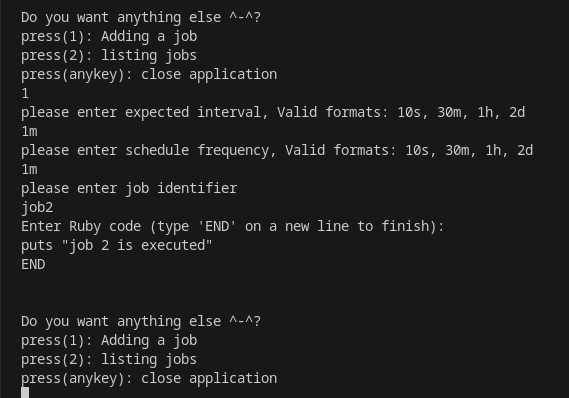 Do you want anything else ^-^?
press(1): Adding a job
press(2): listing jobs
press(anykey): close application
1
please enter expected interval, Valid formats: 10s, 30m, 1h, 2d
1m
please enter schedule frequency, Valid formats: 10s, 30m, 1h, 2d
1m
please enter job identifier
job2
Enter Ruby code (type 'END' on a new line to finish):
puts "job 2 is executed"
END
Do you want anything else ^-^?
press(1): Adding a job
press(2): listing jobs
press(anykey): close application